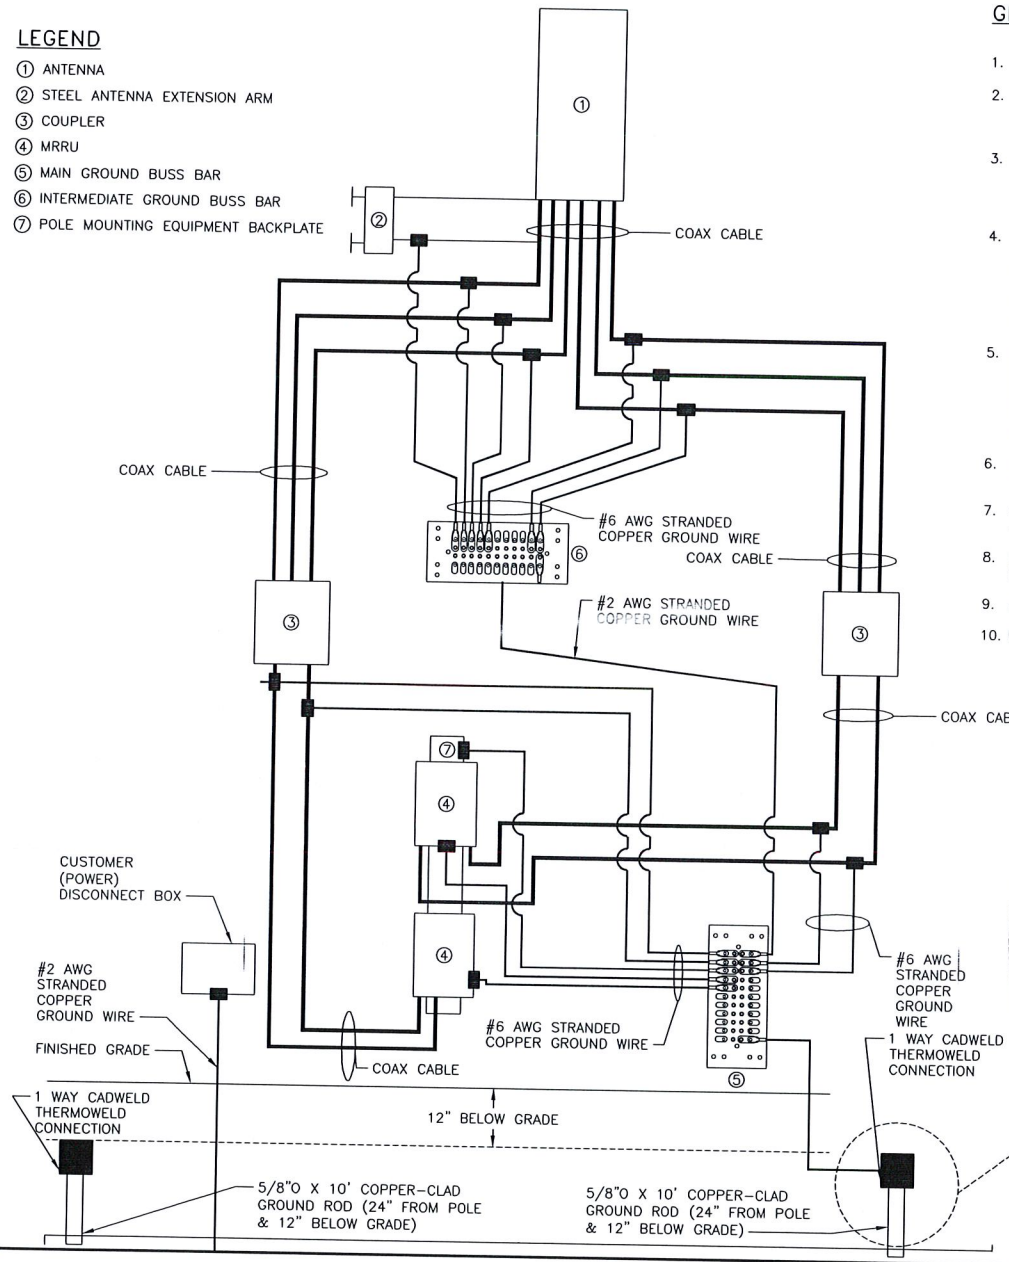 LEGEND
① ANTENNA
② STEEL ANTENNA EXTENSION ARM
③ COUPLER
④ MRRU
⑤ MAIN GROUND BUSS BAR
⑥ INTERMEDIATE GROUND BUSS BAR
⑦ POLE MOUNTING EQUIPMENT BACKPLATE
①
②
COAX CABLE
COAX CABLE
#6 AWG STRANDED
COPPER GROUND WIRE
⑥
COAX CABLE
#2 AWG STRANDED
COPPER GROUND WIRE
③
③
COAX CAB
⑦
④
④
CUSTOMER
(POWER)
DISCONNECT BOX
#2 AWG
STRANDED
COPPER
GROUND WIRE
FINISHED GRADE
#6 AWG STRANDED
COPPER GROUND WIRE
COAX CABLE
⑤
#6 AWG
STRANDED
COPPER
GROUND
WIRE
1 WAY CADWELD
THERMOWELD
CONNECTION
1 WAY CADWELD
THERMOWELD
CONNECTION
12" BELOW GRADE
5/8"O X 10' COPPER-CLAD
GROUND ROD (24" FROM POLE
& 12" BELOW GRADE)
5/8"O X 10' COPPER-CLAD
GROUND ROD (24" FROM POLE
& 12" BELOW GRADE)
1.
2.
3.
4.
5.
6.
7.
8.
9.
10.